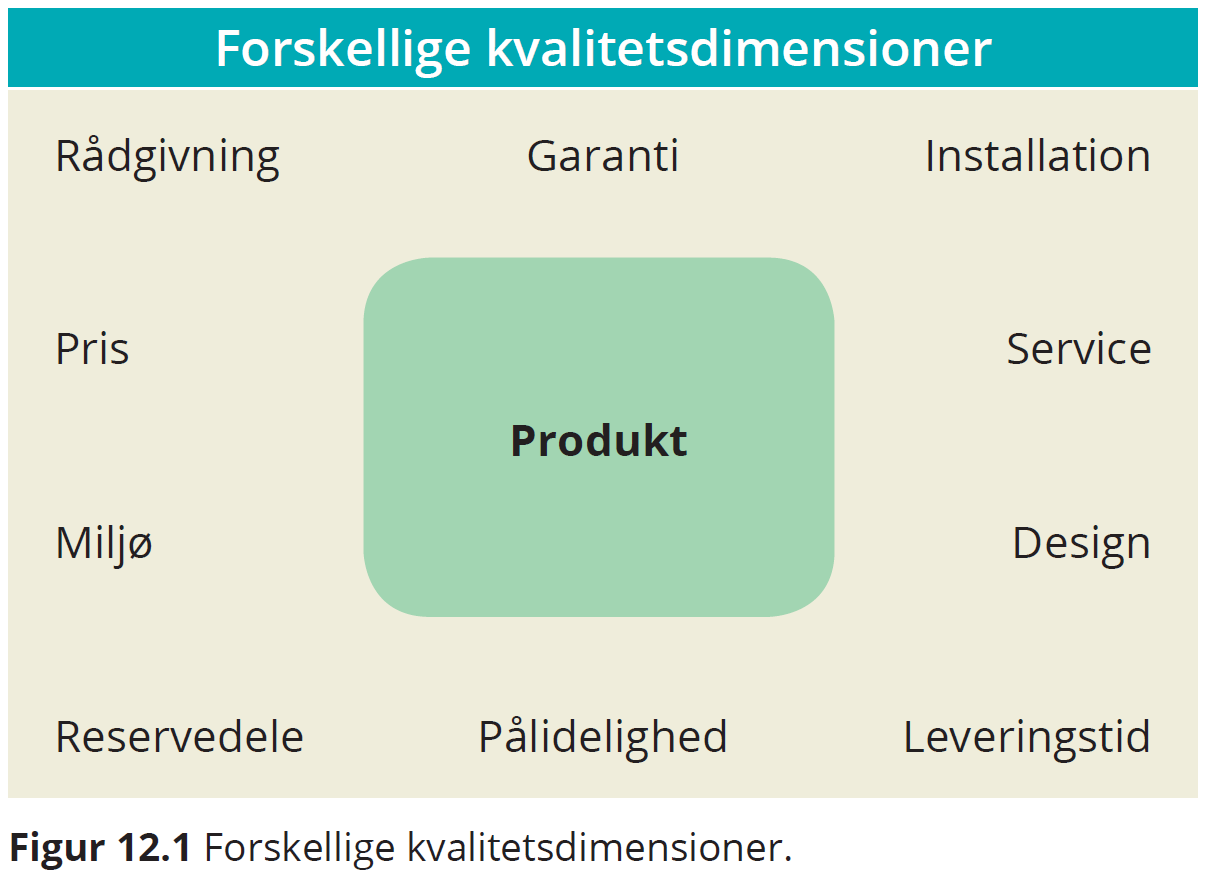 Forskellige kvalitetsdimensioner
Rådgivning Garanti Installation
Pris Service
Produkt
Miljø Design
Reservedele Pålidelighed Leveringstid
Figur 12.1 Forskellige kvalitetsdimensioner.